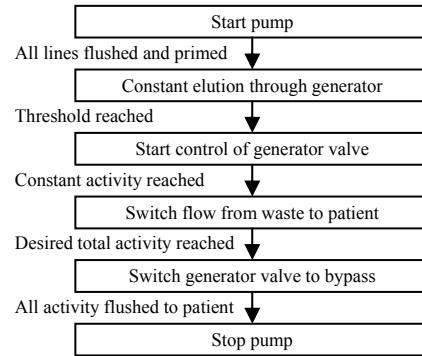 Start pump
All lines flushed and primed
Constant elution through generator
Threshold reached
Start control of generator valve
Constant activity reached
Switch flow from waste to patient
Desired total activity reached
Switch generator valve to bypass
All activity flushed to patient
Stop pump